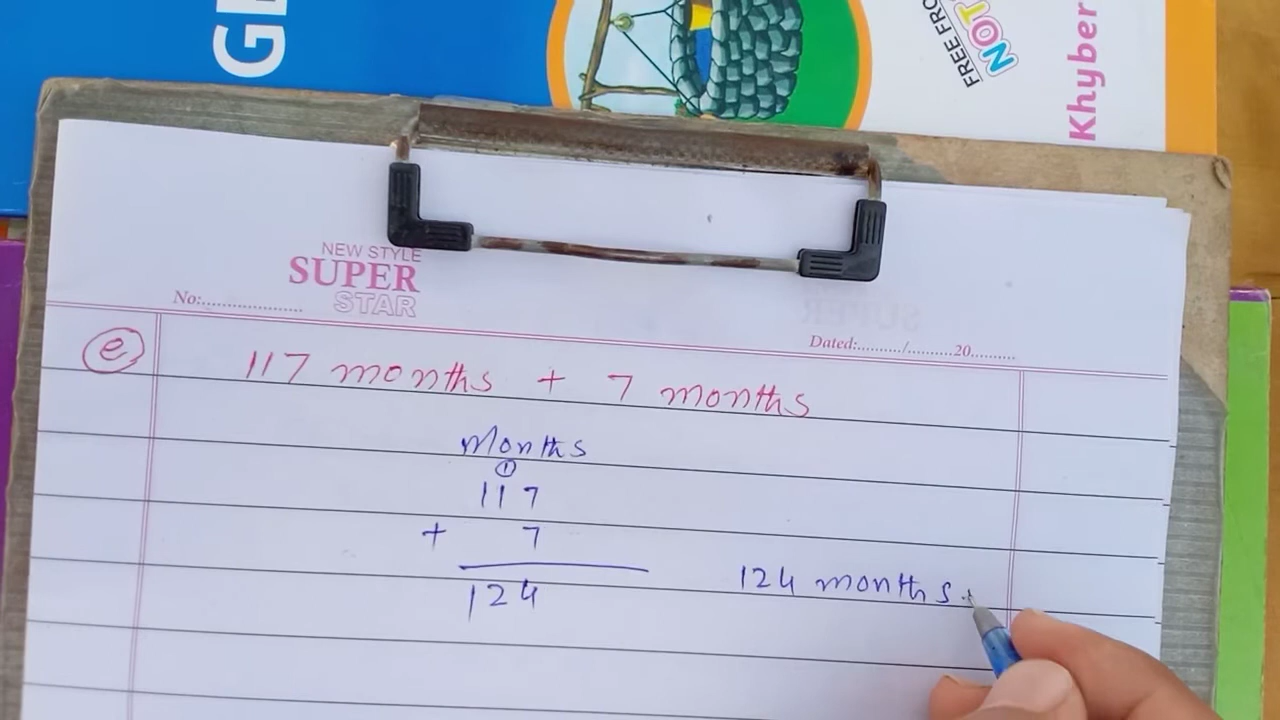 FREE FRO
NOT
Khyber
NEW STYLE
SUPER
STAR
No:....................
Dated:........../..........20..........
e 117 months + 7 months
months
1
117
+ 7
124
124 months.